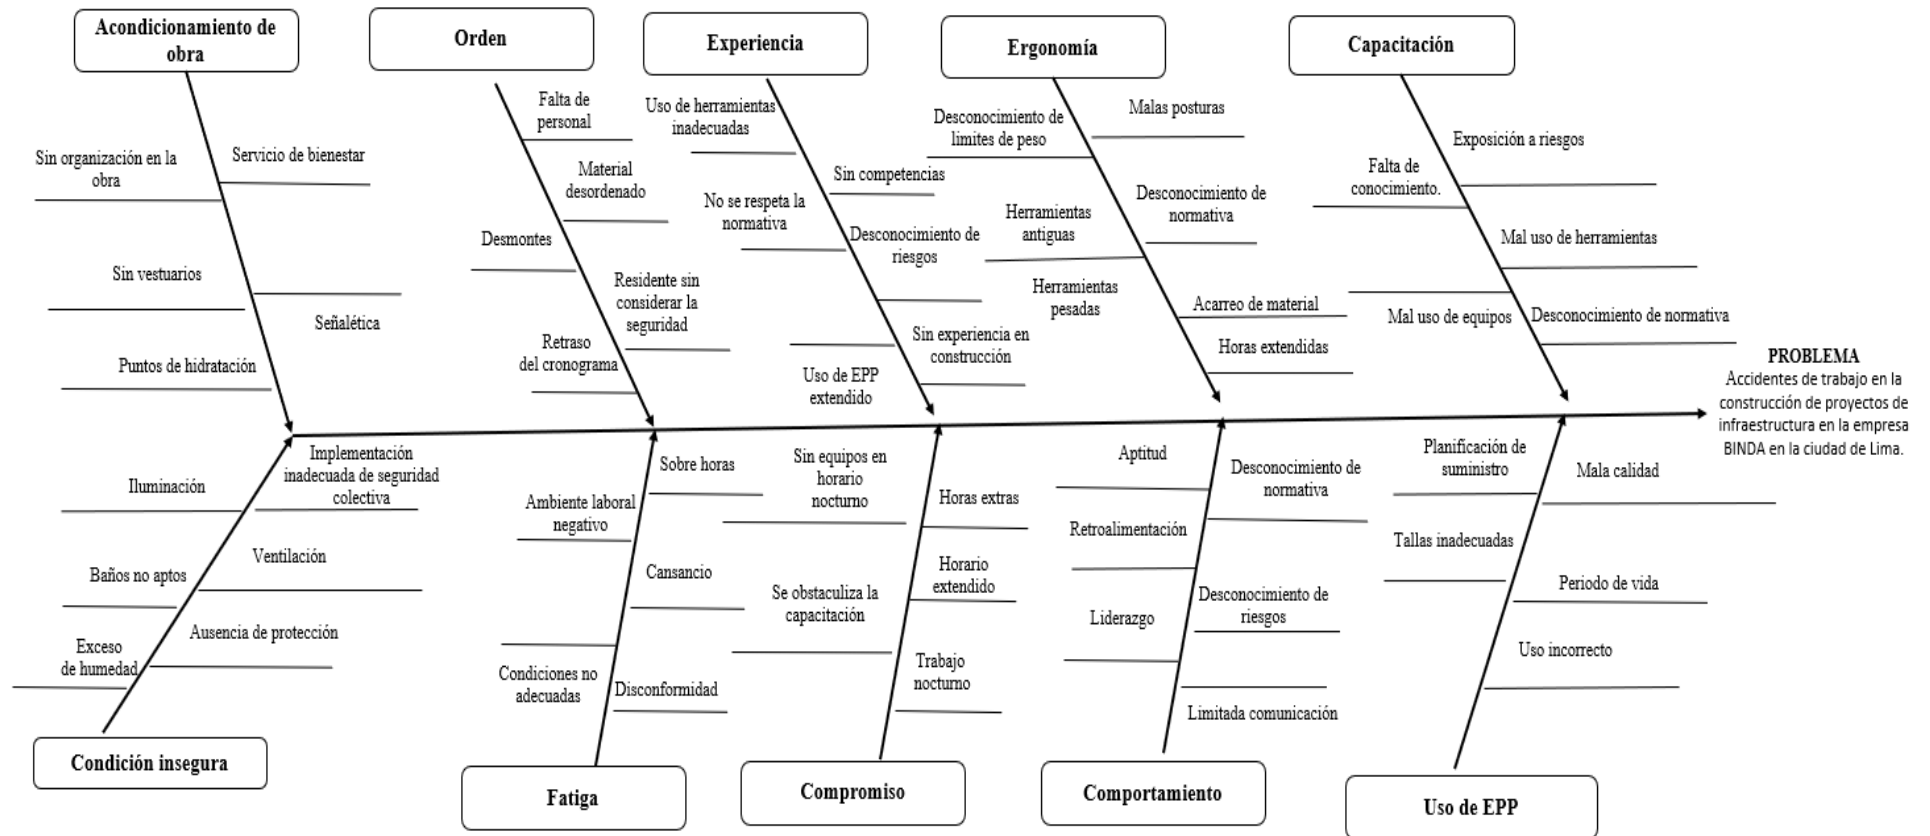 Acondicionamiento de
obra
Orden
Experiencia
Ergonomía
Capacitación
Sin organización en la
obra
Servicio de bienestar
Sin vestuarios
Señalética
Puntos de hidratación
Falta de
personal
Material
desordenado
Desmontes
Residente sin
considerar la
seguridad
Retraso
del cronograma
Uso de herramientas
inadecuadas
Sin competencias
No se respeta la
normativa
Desconocimiento de
riesgos
Sin experiencia en
construcción
Uso de EPP
extendido
Desconocimiento de
limites de peso
Malas posturas
Herramientas
antiguas
Desconocimiento de
normativa
Herramientas
pesadas
Acarreo de material
Horas extendidas
Exposición a riesgos
Falta de
conocimiento.
Mal uso de herramientas
Mal uso de equipos
Desconocimiento de normativa
PROBLEMA
Accidentes de trabajo en la
construcción de proyectos de
infraestructura en la empresa
BINDA en la ciudad de Lima.
Implementación
inadecuada de seguridad
colectiva
Iluminación
Ventilación
Baños no aptos
Ausencia de protección
Exceso
de humedad
Condición insegura
Sobre horas
Ambiente laboral
negativo
Cansancio
Condiciones no
adecuadas
Disconformidad
Fatiga
Sin equipos en
horario
nocturno
Horas extras
Horario
extendido
Se obstaculiza la
capacitación
Trabajo
nocturno
Compromiso
Aptitud
Desconocimiento de
normativa
Retroalimentación
Desconocimiento de
riesgos
Liderazgo
Limitada comunicación
Comportamiento
Planificación de
suministro
Mala calidad
Tallas inadecuadas
Periodo de vida
Uso incorrecto
Uso de EPP